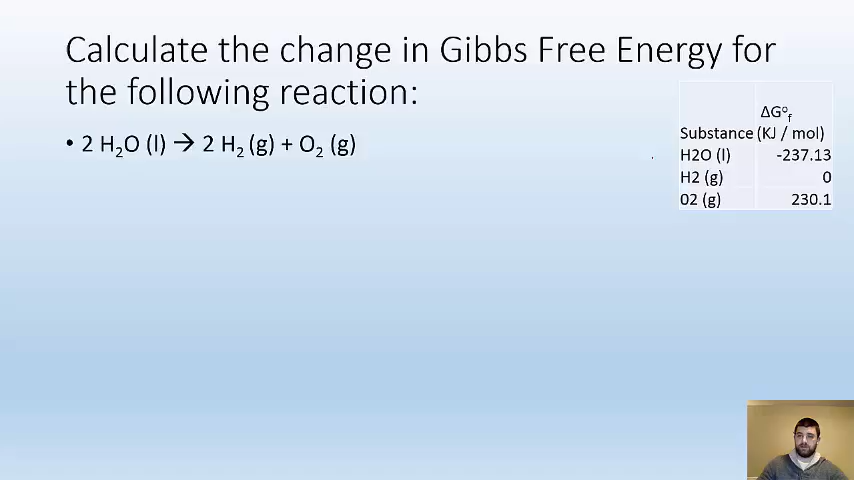 Calculate the change in Gibbs Free Energy for
the following reaction:
• 2 H₂O (l) → 2 H₂ (g) + O₂ (g)
ΔG°f
Substance (KJ / mol)
H2O (l) -237.13
H2 (g) 0
02 (g) 230.1